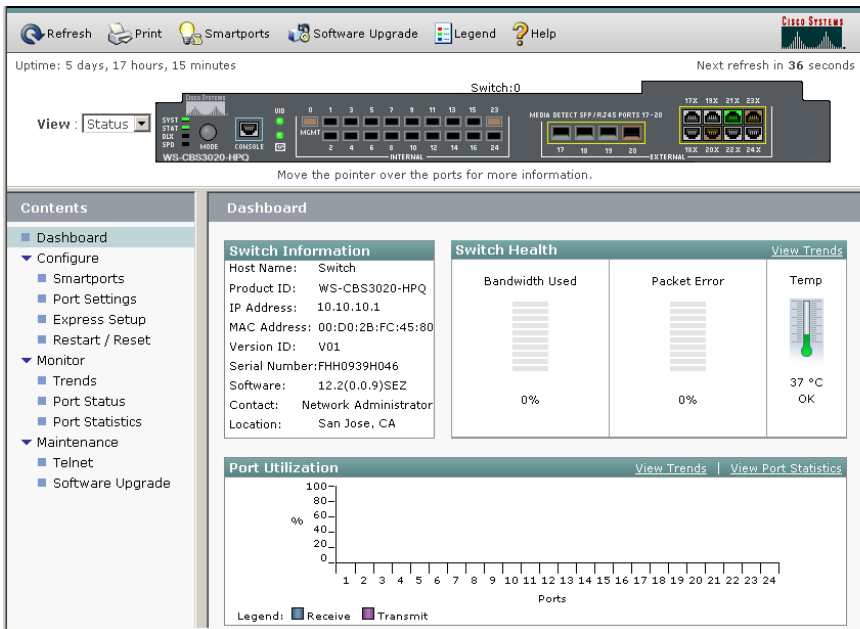 Refresh Print Smartports Software Upgrade Legend Help
CISCO SYSTEMS
Uptime: 5 days, 17 hours, 15 minutes
Next refresh in 36 seconds
Switch:0
View : Status
CISCO SYSTEMS
SYST
STAT
DLX
SPD
MODE
CONSOLE
UID
WS-CBS3020-HPQ
0 1 3 5 7 9 11 13 15 23
MGMT
2 4 6 8 10 12 14 16 24
INTERNAL
MEDIA DETECT SFP/RJ45 PORTS 17-20
17 18 19 20
17X 19X 21X 23X
18X 20X 22X 24X
EXTERNAL
Move the pointer over the ports for more information.
Contents
Dashboard
Configure
Smartports
Port Settings
Express Setup
Restart / Reset
Monitor
Trends
Port Status
Port Statistics
Maintenance
Telnet
Software Upgrade
Dashboard
Switch Information
Host Name: Switch
Product ID: WS-CBS3020-HPQ
IP Address: 10.10.10.1
MAC Address: 00:D0:2B:FC:45:80
Version ID: V01
Serial Number:FHH0939H046
Software: 12.2(0.0.9)SEZ
Contact: Network Administrator
Location: San Jose, CA
Switch Health
View Trends
Bandwidth Used
0%
Packet Error
0%
Temp
37 °C
OK
Port Utilization
View Trends | View Port Statistics
100
80
60
40
20
0
%
1 2 3 4 5 6 7 8 9 10 11 12 13 14 15 16 17 18 19 20 21 22 23 24
Ports
Legend: Receive Transmit